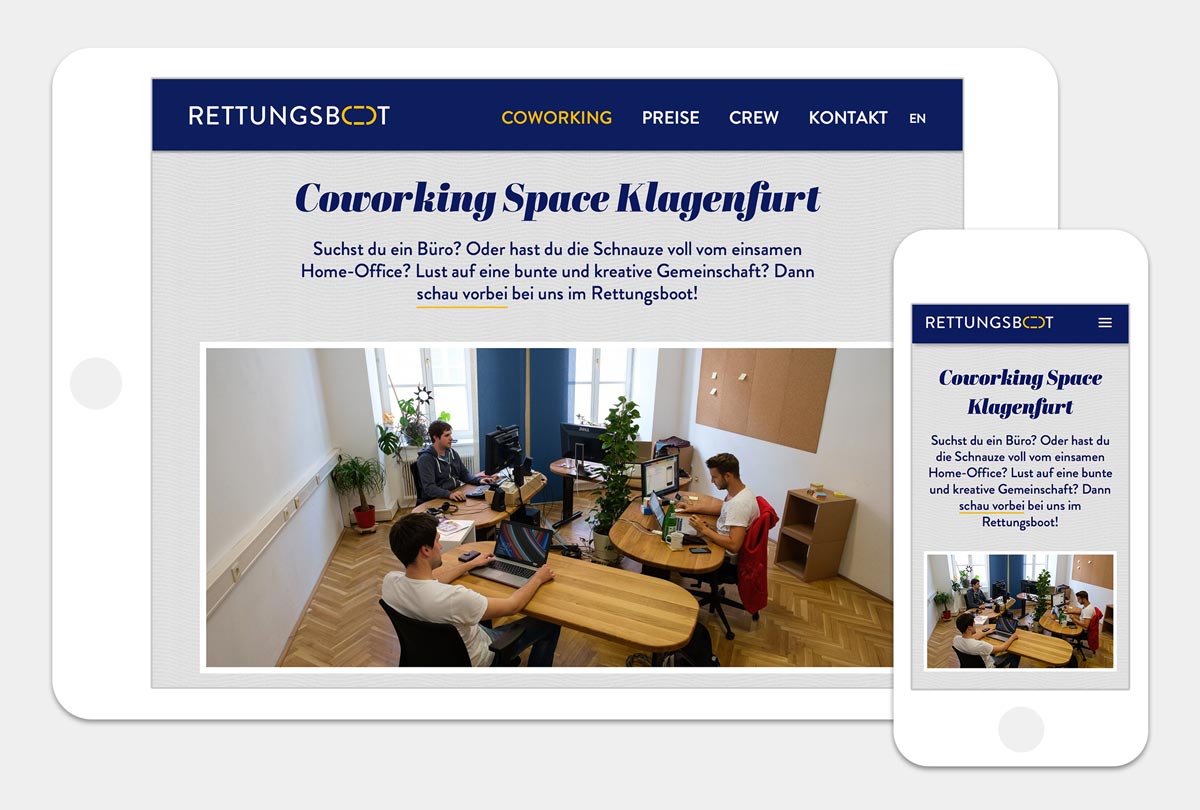 RETTUNGSBOOT
COWORKING PREISE CREW KONTAKT EN
Coworking Space Klagenfurt
Suchst du ein Büro? Oder hast du die Schnauze voll vom einsamen
Home-Office? Lust auf eine bunte und kreative Gemeinschaft? Dann
schau vorbei bei uns im Rettungsboot!
RETTUNGSBOOT
Coworking Space
Klagenfurt
Suchst du ein Büro? Oder hast du
die Schnauze voll vom einsamen
Home-Office? Lust auf eine bunte
und kreative Gemeinschaft? Dann
schau vorbei bei uns im
Rettungsboot!